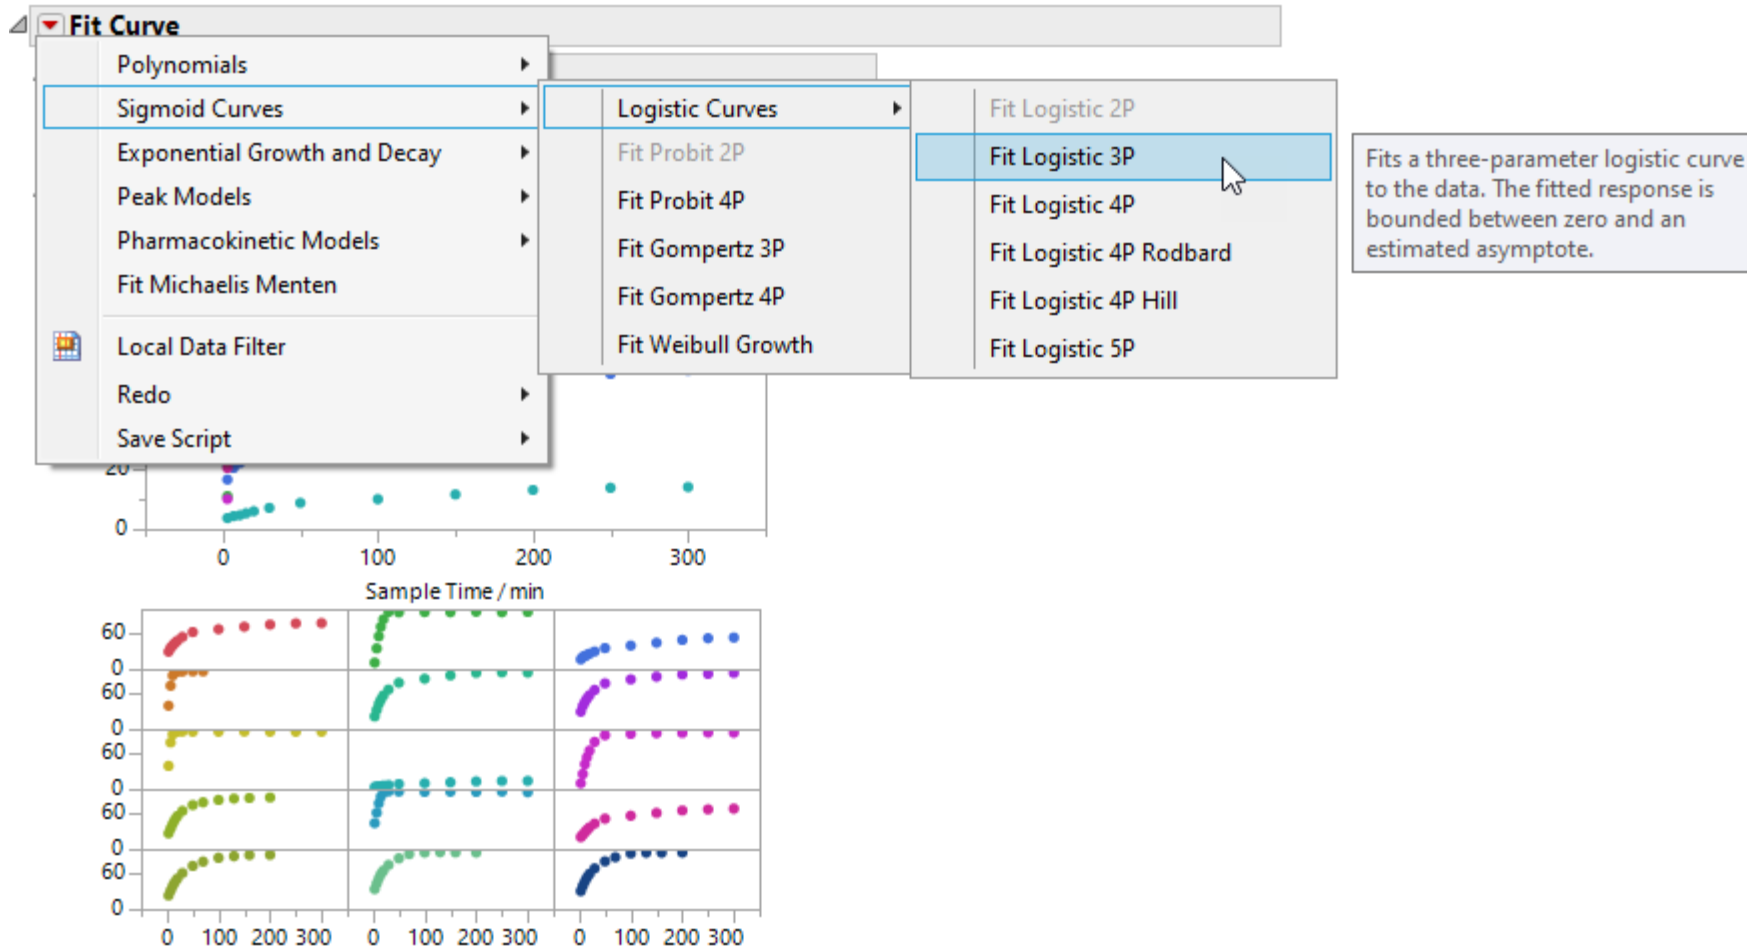 Fit Curve
Polynomials
Sigmoid Curves
Exponential Growth and Decay
Peak Models
Pharmacokinetic Models
Fit Michaelis Menten
Local Data Filter
Redo
Save Script
Logistic Curves
Fit Probit 2P
Fit Probit 4P
Fit Gompertz 3P
Fit Gompertz 4P
Fit Weibull Growth
Fit Logistic 2P
Fit Logistic 3P
Fit Logistic 4P
Fit Logistic 4P Rodbard
Fit Logistic 4P Hill
Fit Logistic 5P
Fits a three-parameter logistic curve
to the data. The fitted response is
bounded between zero and an
estimated asymptote.
20
0
0 100 200 300
Sample Time / min
60
0
60
0
60
0
60
0
60
0
0 100 200 300 0 100 200 300 0 100 200 300